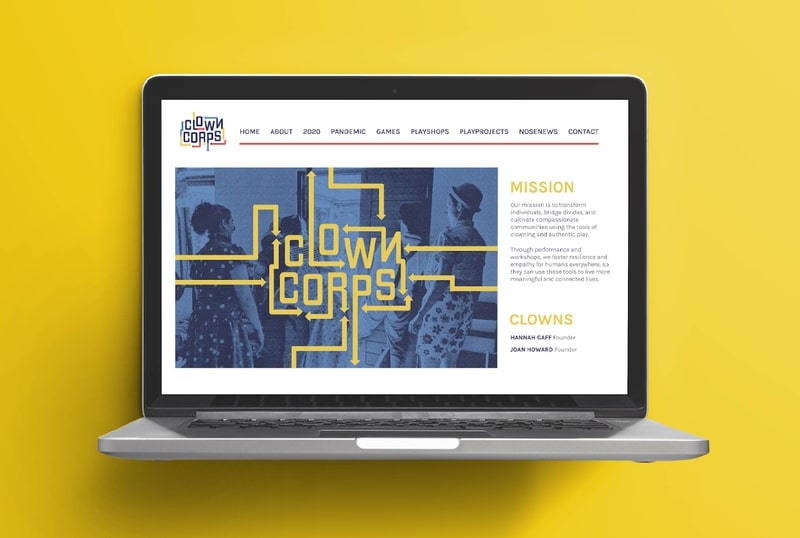 CLOWN
CORPS
HOME ABOUT 2020 PANDEMIC GAMES PLAYSHOPS PLAYPROJECTS NOSENEWS CONTACT
CLOWN
CORPS
MISSION
Our mission is to transform
individuals, bridge divides, and
cultivate compassionate
communities using the tools of
clowning and authentic play.
Through performance and
workshops, we foster resilience and
empathy for humans everywhere, so
they can use those tools to live more
meaningful and connected lives.
CLOWNS
HANNAH GAFF Founder
JOAN HOWARD Founder